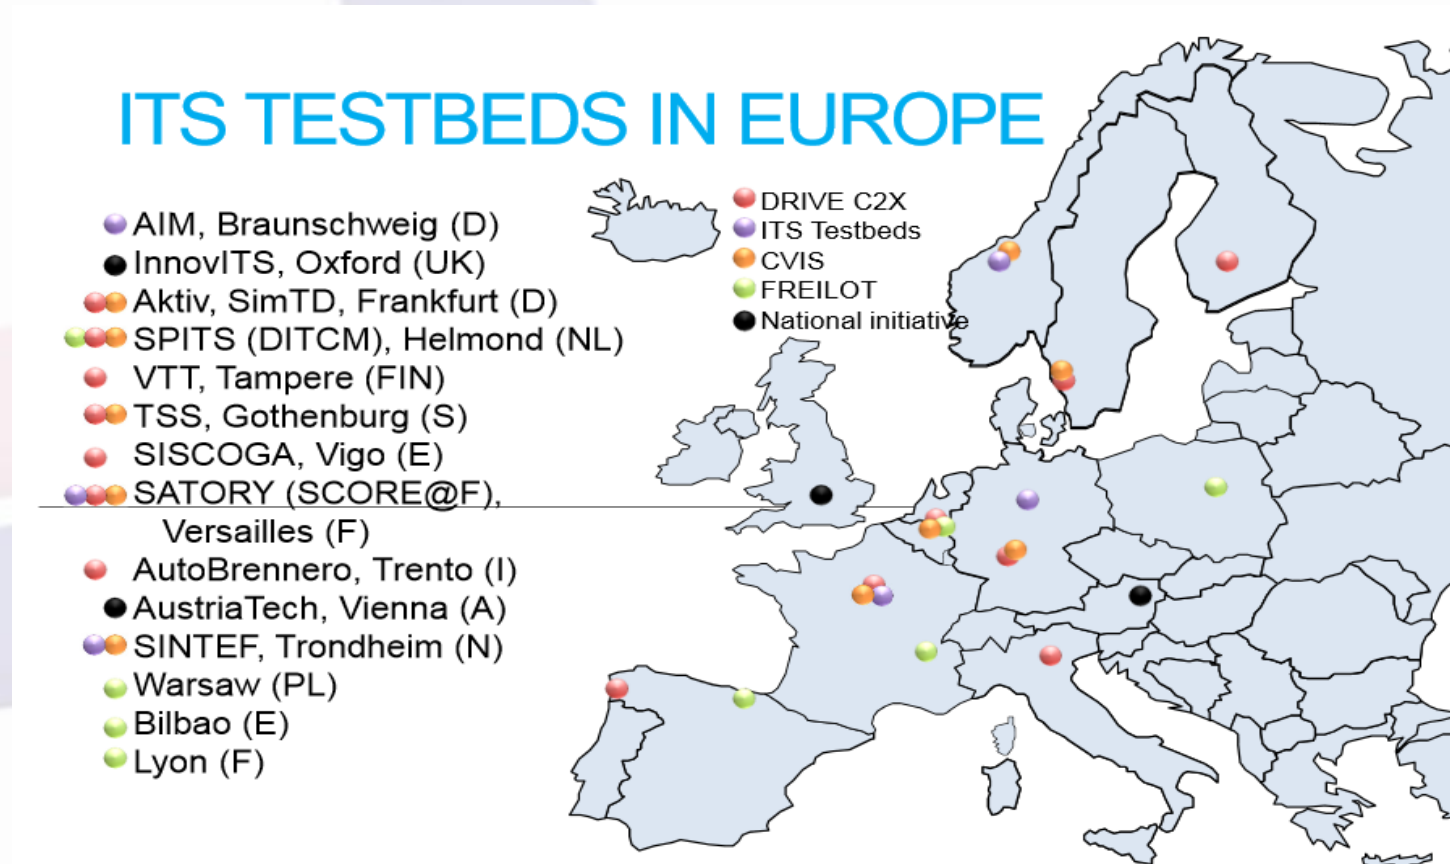 ITS TESTBEDS IN EUROPE
AIM, Braunschweig (D)
InnovITS, Oxford (UK)
Aktiv, SimTD, Frankfurt (D)
SPITS (DITCM), Helmond (NL)
VTT, Tampere (FIN)
TSS, Gothenburg (S)
SISCOGA, Vigo (E)
SATORY (SCORE@F),
Versailles (F)
AutoBrennero, Trento (I)
AustriaTech, Vienna (A)
SINTEF, Trondheim (N)
Warsaw (PL)
Bilbao (E)
Lyon (F)
DRIVE C2X
ITS Testbeds
CVIS
FREILOT
National initiative